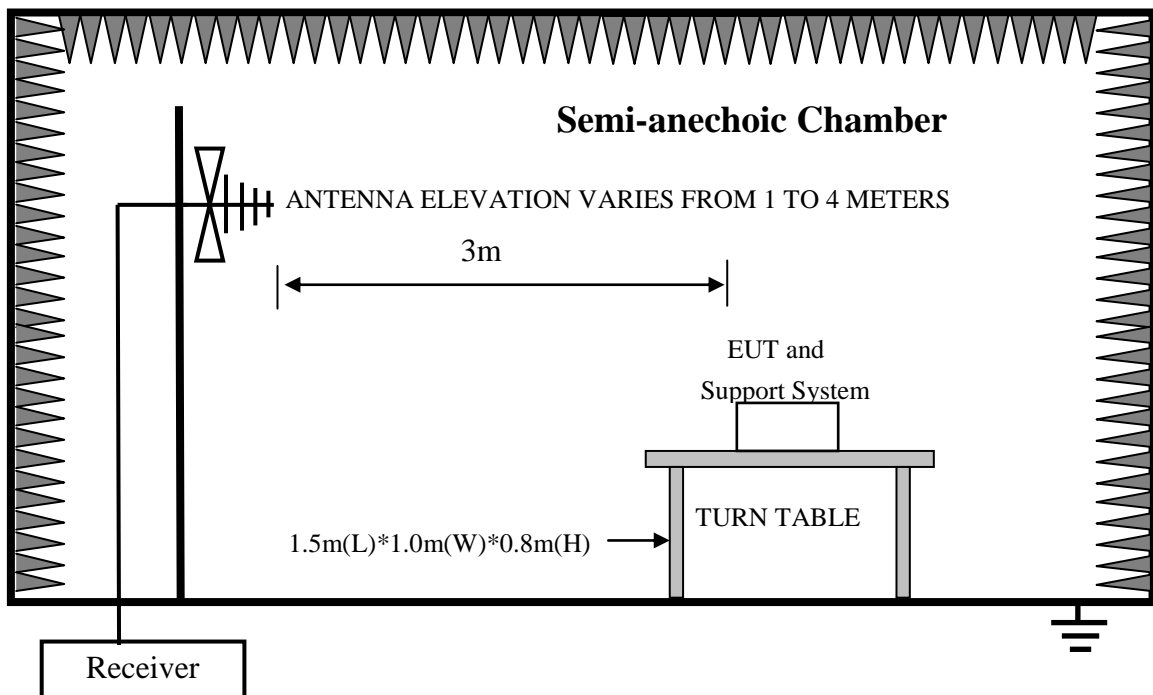 Semi-anechoic Chamber
ANTENNA ELEVATION VARIES FROM 1 TO 4 METERS
3m
EUT and
Support System
TURN TABLE
1.5m(L)*1.0m(W)*0.8m(H)
Receiver